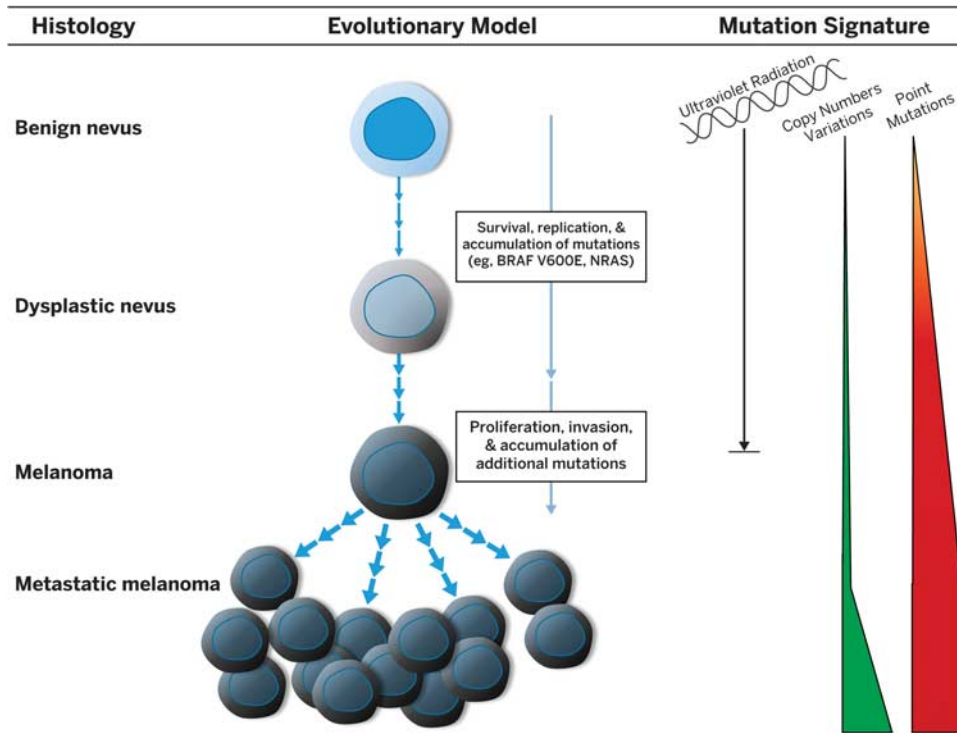 Histology
Evolutionary Model
Mutation Signature
Ultraviolet Radiation
Copy Numbers
Variations
Point
Mutations
Benign nevus
Survival, replication, &
accumulation of mutations
(eg, BRAF V600E, NRAS)
Dysplastic nevus
Proliferation, invasion,
& accumulation of
additional mutations
Melanoma
Metastatic melanoma